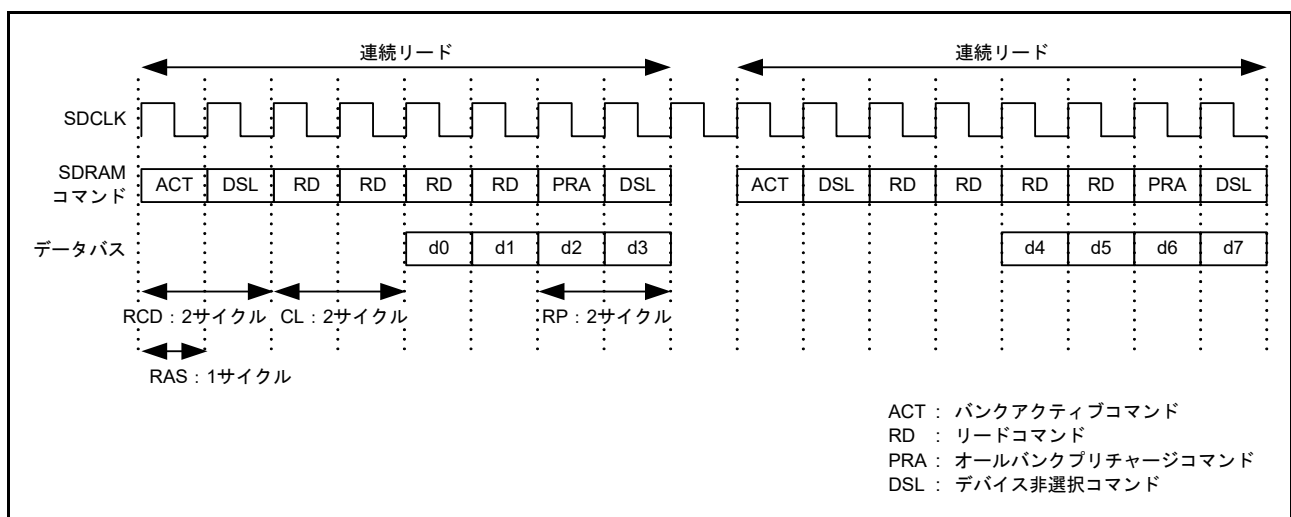 連続リード 連続リード
SDCLK
SDRAM
コマンド
ACT DSL RD RD RD RD PRA DSL ACT DSL RD RD RD RD PRA DSL
データバス d0 d1 d2 d3 d4 d5 d6 d7
RCD：2サイクル CL：2サイクル RP：2サイクル
RAS：1サイクル
ACT： バンクアクティブコマンド
RD ： リードコマンド
PRA： オールバンクプリチャージコマンド
DSL： デバイス非選択コマンド